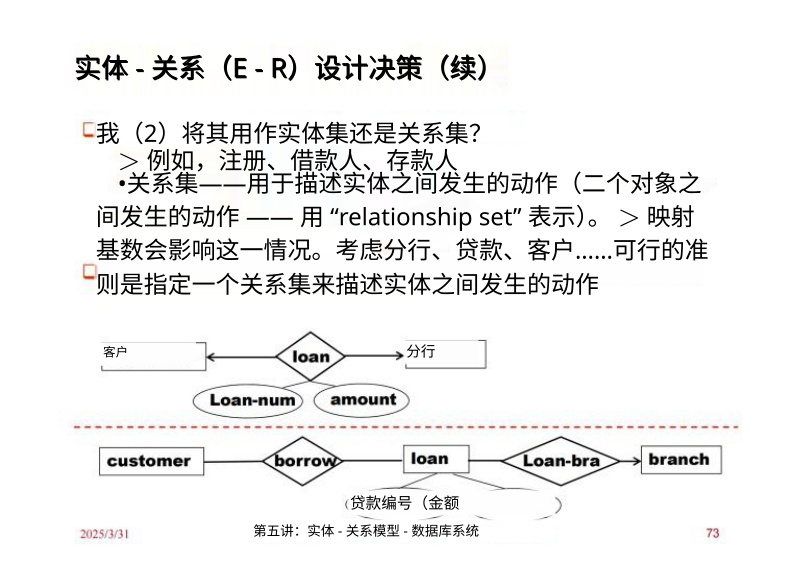 实体 - 关系（E - R）设计决策（续）
我（2）将其用作实体集还是关系集？
＞ 例如，注册、借款人、存款人
•关系集——用于描述实体之间发生的动作（二个对象之
间发生的动作 —— 用 “relationship set” 表示）。 ＞ 映射
基数会影响这一情况。考虑分行、贷款、客户……可行的准
则是指定一个关系集来描述实体之间发生的动作
客户
loan
分行
Loan-num
amount
customer
borrow
loan
Loan-bra
branch
（贷款编号（金额 ）
2025/3/31
第五讲：实体 - 关系模型 - 数据库系统
73